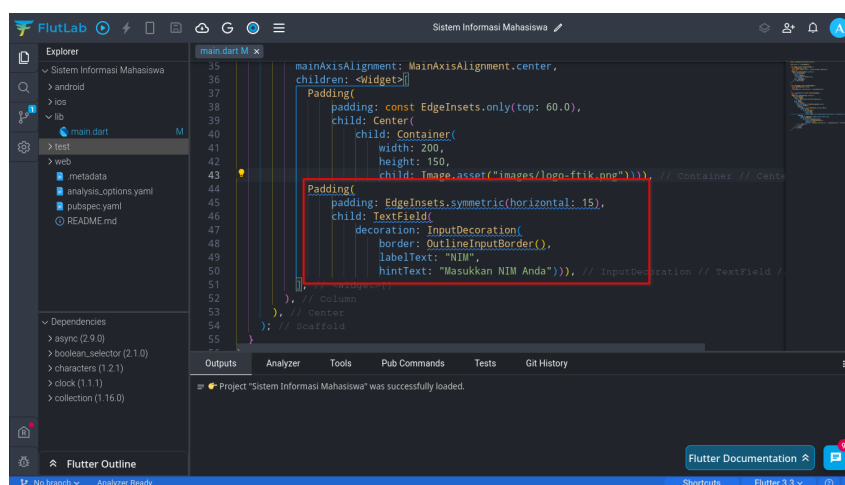 FlutLab
Sistem Informasi Mahasiswa
Explorer
Sistem Informasi Mahasiswa
android
ios
lib
main.dart M
test
web
.metadata
analysis_options.yaml
pubspec.yaml
README.md
Dependencies
async (2.9.0)
boolean_selector (2.1.0)
characters (1.2.1)
clock (1.1.1)
collection (1.16.0)
Flutter Outline
main.dart M ×
35 mainAxisAlignment: MainAxisAlignment.center,
36 children: <Widget>[
37 Padding(
38 padding: const EdgeInsets.only(top: 60.0),
39 child: Center(
40 child: Container(
41 width: 200,
42 height: 150,
43 child: Image.asset("images/logo-ftik.png")))), // Container // Cente
44 Padding(
45 padding: EdgeInsets.symmetric(horizontal: 15),
46 child: TextField(
47 decoration: InputDecoration(
48 border: OutlineInputBorder(),
49 labelText: "NIM",
50 hintText: "Masukkan NIM Anda"))), // InputDecoration // TextField /
51 ], // <Widget>[]
52 ), // Column
53 ), // Center
54 ); // Scaffold
55 }
Outputs Analyzer Tools Pub Commands Tests Git History
Project "Sistem Informasi Mahasiswa" was successfully loaded.
Flutter Documentation
No branch Analyzer Ready Shortcuts Flutter 3.3